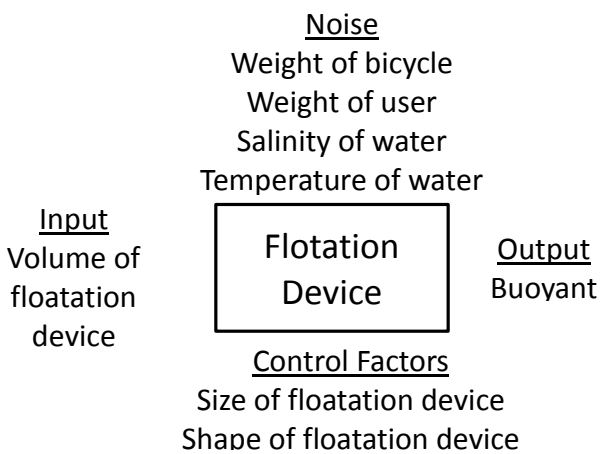 Noise
Weight of bicycle
Weight of user
Salinity of water
Temperature of water
Input
Volume of
floatation
device
Flotation
Device
Output
Buoyant
Control Factors
Size of floatation device
Shape of floatation device